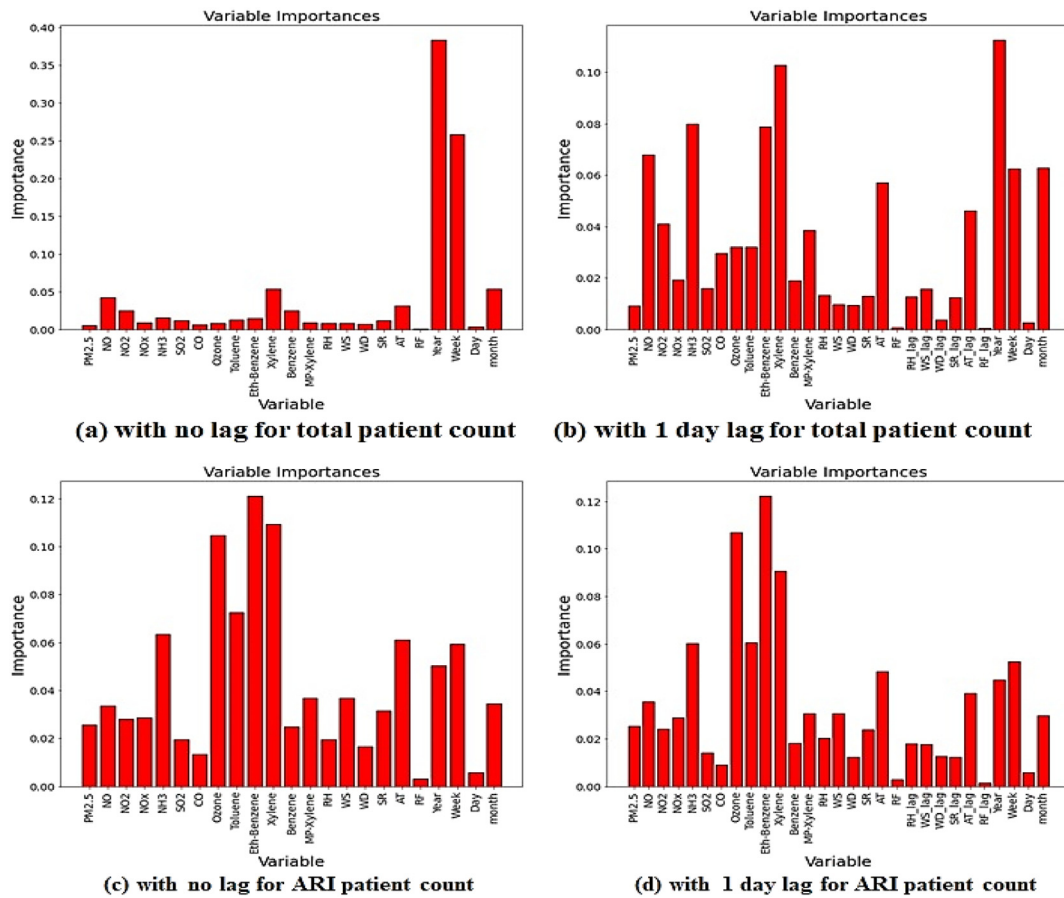 Variable Importances
Importance
0.40
0.35
0.30
0.25
0.20
0.15
0.10
0.05
0.00
PM2.5
NO
NO2
NOx
NH3
SO2
CO
Ozone
Toluene
Eth-Benzene
Xylene
Benzene
MP-Xylene
RH
WS
WD
SR
AT
RF
Year
Week
Day
month
Variable
(a) with no lag for total patient count
Variable Importances
Importance
0.10
0.08
0.06
0.04
0.02
0.00
PM2.5
NO
NO2
NOx
NH3
SO2
CO
Ozone
Toluene
Eth-Benzene
Xylene
Benzene
MP-Xylene
RH
WS
WD
SR
AT
RF
RH_lag
WS_lag
WD_lag
SR_lag
AT_lag
RF_lag
Year
Week
Day
month
Variable
(b) with 1 day lag for total patient count
Variable Importances
Importance
0.12
0.10
0.08
0.06
0.04
0.02
0.00
PM2.5
NO
NO2
NOx
NH3
SO2
CO
Ozone
Toluene
Eth-Benzene
Xylene
Benzene
MP-Xylene
RH
WS
WD
SR
AT
RF
Year
Week
Day
month
Variable
(c) with no lag for ARI patient count
Variable Importances
Importance
0.12
0.10
0.08
0.06
0.04
0.02
0.00
PM2.5
NO
NO2
NOx
NH3
SO2
CO
Ozone
Toluene
Eth-Benzene
Xylene
Benzene
MP-Xylene
RH
WS
WD
SR
AT
RF
RH_lag
WS_lag
WD_lag
SR_lag
AT_lag
RF_lag
Year
Week
Day
month
Variable
(d) with 1 day lag for ARI patient count